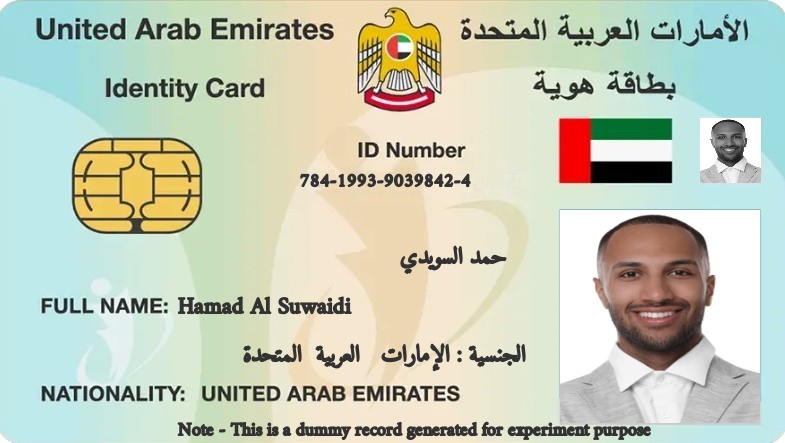 United Arab Emirates
الأمارات العربية المتحدة
Identity Card
بطاقة هوية
ID Number
784-1993-9039842-4
حمد السويدي
FULL NAME: Hamad Al Suwaidi
الجنسية : الإمارات العربية المتحدة
NATIONALITY: UNITED ARAB EMIRATES
Note - This is a dummy record generated for experiment purpose